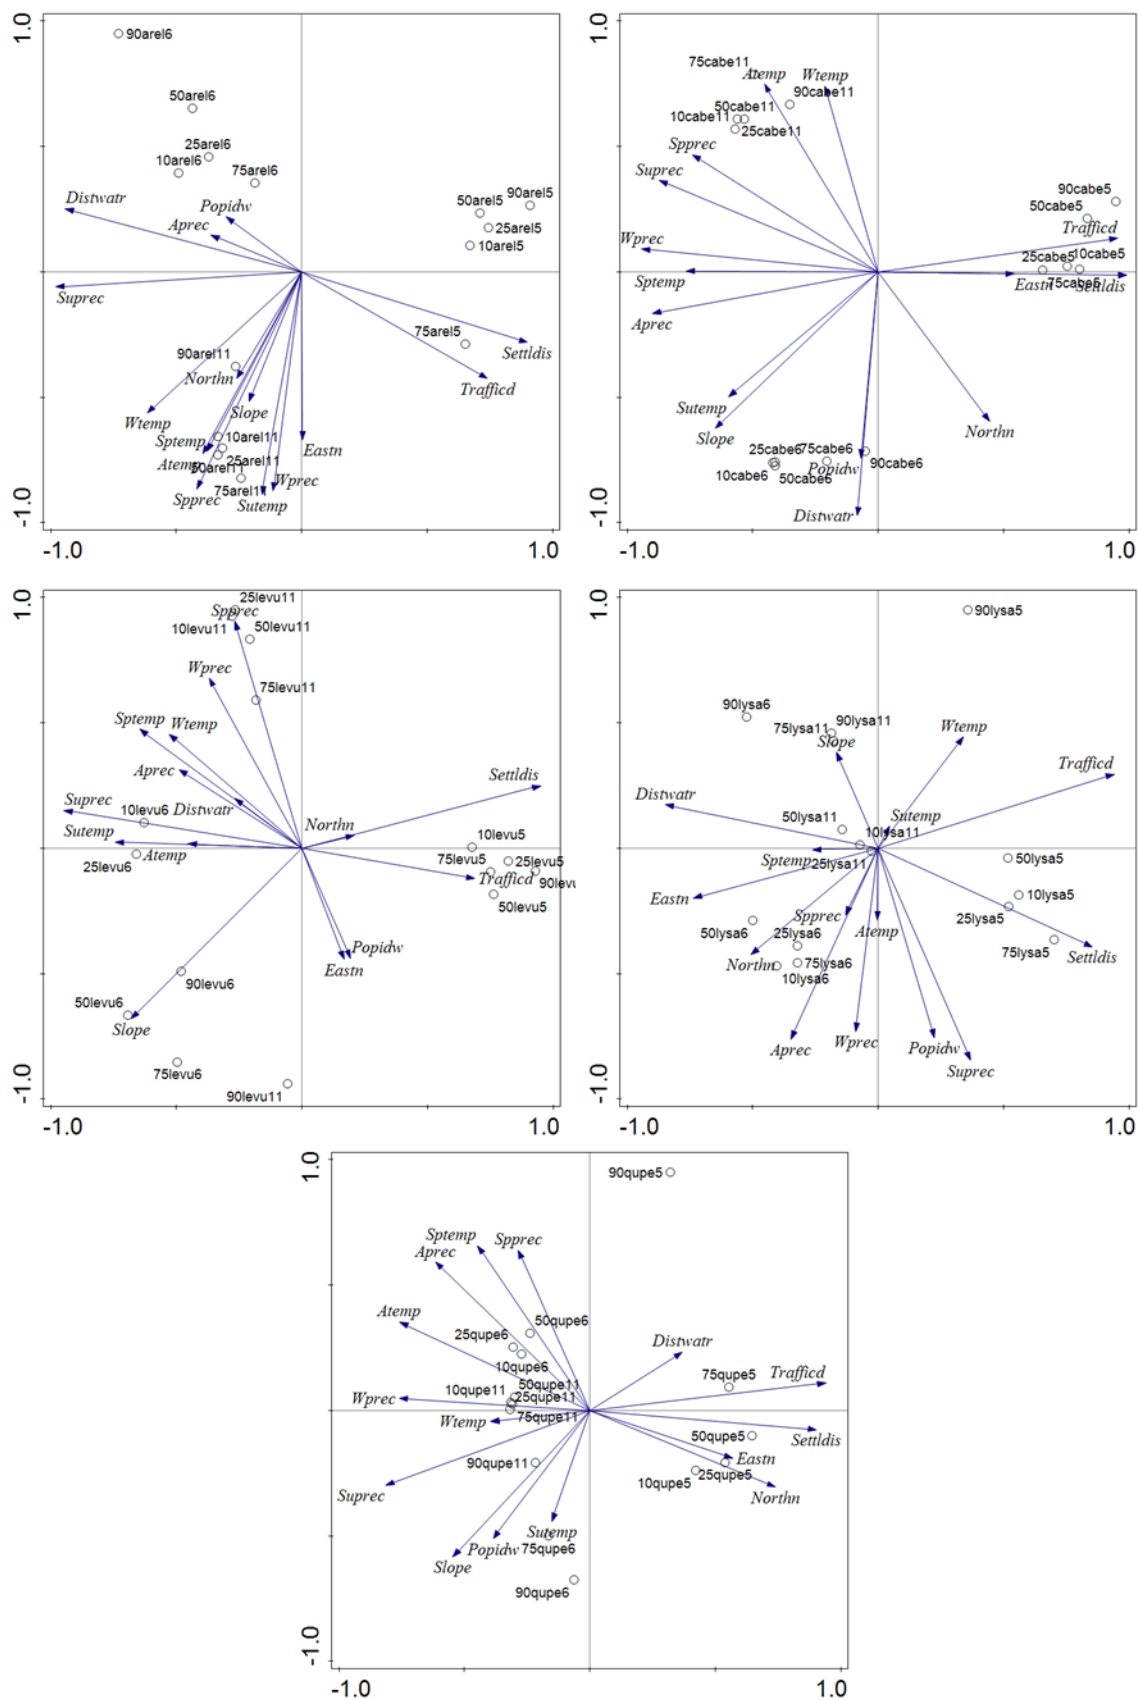 1.0
90arel6
50arel6
25arel6
10arel6
75arel6
Distwatr
Popidw
Aprec
50arel5
90arel5
25arel5
10arel5
Suprec
75arel5
Settldis
Trafficd
90arel11
Northn
Slope
Wtemp
Sptemp
10arel11
Eastn
Atemp
25arel11
50arel11
75arel11
Spprec
Sutemp
Wprec
-1.0
-1.0
1.0
1.0
75cabe11
Atemp
Wtemp
90cabe11
50cabe11
10cabe11
25cabe11
Spprec
Suprec
90cabe5
50cabe5
Trafficd
Wprec
25cabe5
10cabe5
Sptemp
Eastn
75cabe5
Settldis
Aprec
Sutemp
Slope
Northn
25cabe6
75cabe6
90cabe6
10cabe6
50cabe6
Popidw
Distwatr
-1.0
-1.0
1.0
1.0
25levu11
Spprec
10levu11
50levu11
Wprec
75levu11
Sptemp
Wtemp
Aprec
Settldis
Suprec
10levu6
Distwatr
Northn
Sutemp
Atemp
25levu6
10levu5
75levu5
25levu5
Trafficd
90levu
50levu5
Popidw
Eastn
90levu6
50levu6
Slope
75levu6
90levu11
-1.0
-1.0
1.0
90lysa5
90lysa6
75lysa11
90lysa11
Slope
Wtemp
Trafficd
Distwatr
50lysa11
Sutemp
10lysa11
Sptemp
25lysa11
50lysa5
Eastn
10lysa5
25lysa5
Spprec
50lysa6
25lysa6
Atemp
75lysa5
Settldis
Northn
75lysa6
10lysa6
Aprec
Wprec
Popidw
Suprec
-1.0
1.0
1.0
90qupe5
Sptemp
Spprec
Aprec
Atemp
50qupe6
25qupe6
10qupe6
Distwatr
Trafficd
75qupe5
50qupe11
10qupe11
25qupe11
Wprec
Wtemp
75qupe11
Settldis
50qupe5
Eastn
90qupe11
10qupe5
25qupe5
Suprec
Northn
Sutemp
Popidw
75qupe6
Slope
90qupe6
-1.0
-1.0
1.0